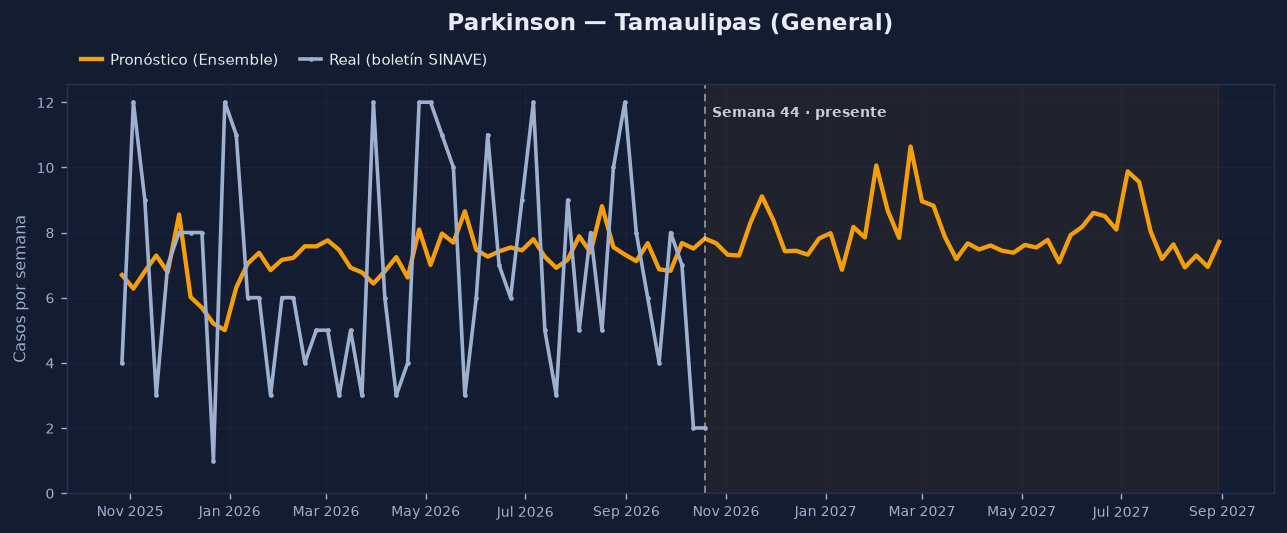 Parkinson — Tamaulipas (General)
Pronóstico (Ensemble)
Real (boletín SINAVE)
Semana 44 · presente
Casos por semana
12
10
8
6
4
2
0
Nov 2025
Jan 2026
Mar 2026
May 2026
Jul 2026
Sep 2026
Nov 2026
Jan 2027
Mar 2027
May 2027
Jul 2027
Sep 2027